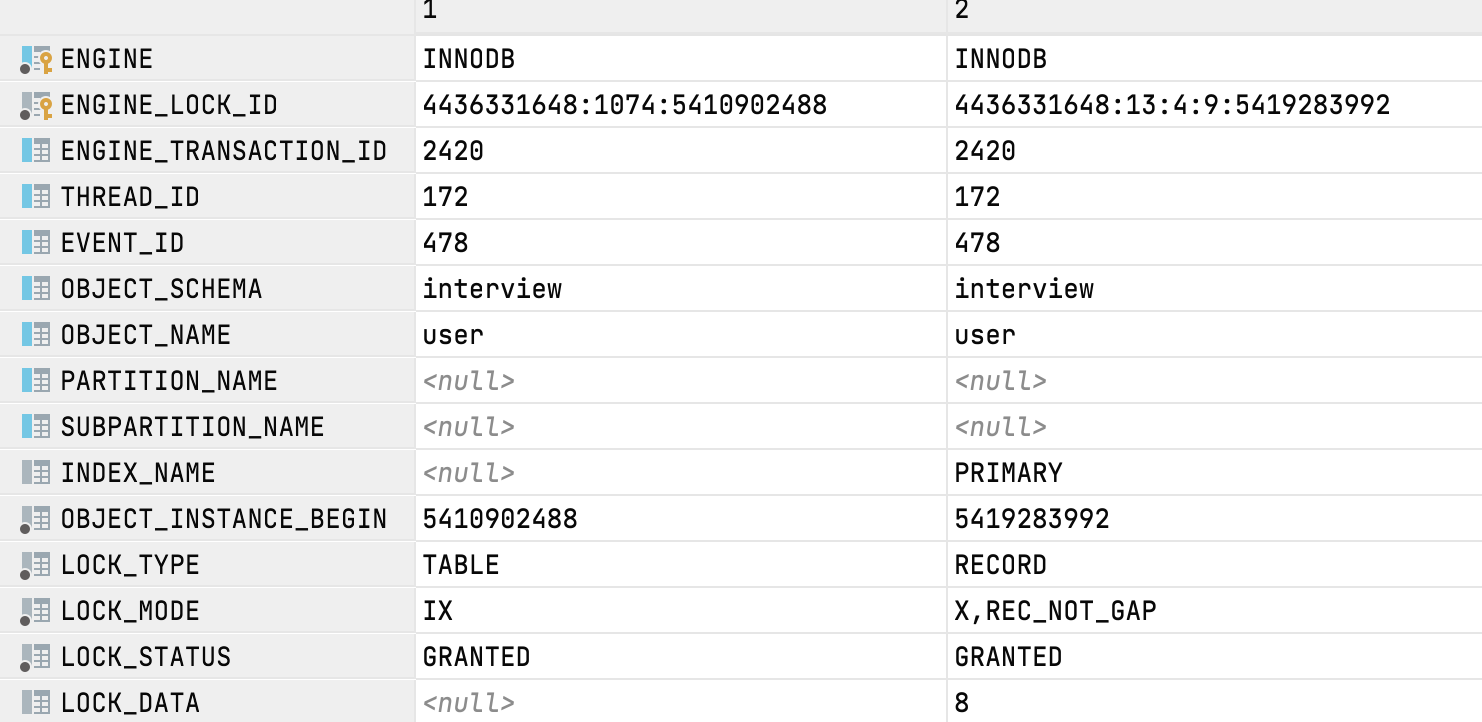 1 2
ENGINE INNODB INNODB
ENGINE_LOCK_ID 4436331648:1074:5410902488 4436331648:13:4:9:5419283992
ENGINE_TRANSACTION_ID 2420 2420
THREAD_ID 172 172
EVENT_ID 478 478
OBJECT_SCHEMA interview interview
OBJECT_NAME user user
PARTITION_NAME <null> <null>
SUBPARTITION_NAME <null> <null>
INDEX_NAME <null> PRIMARY
OBJECT_INSTANCE_BEGIN 5410902488 5419283992
LOCK_TYPE TABLE RECORD
LOCK_MODE IX X,REC_NOT_GAP
LOCK_STATUS GRANTED GRANTED
LOCK_DATA <null> 8